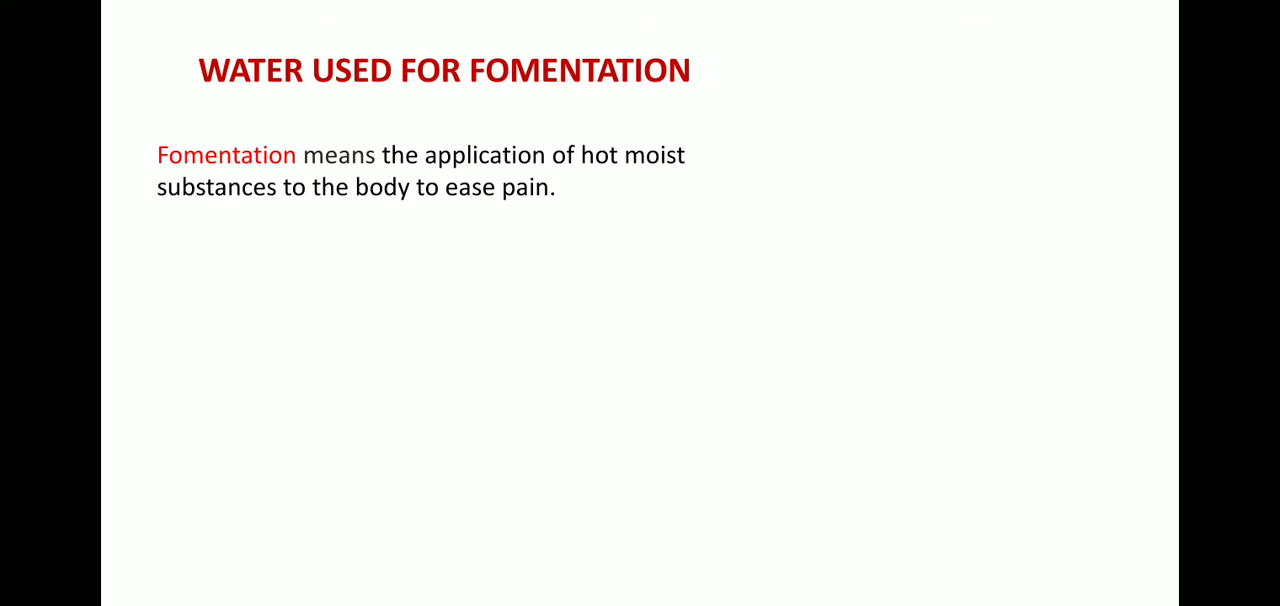 WATER USED FOR FOMENTATION
Fomentation means the application of hot moist
substances to the body to ease pain.